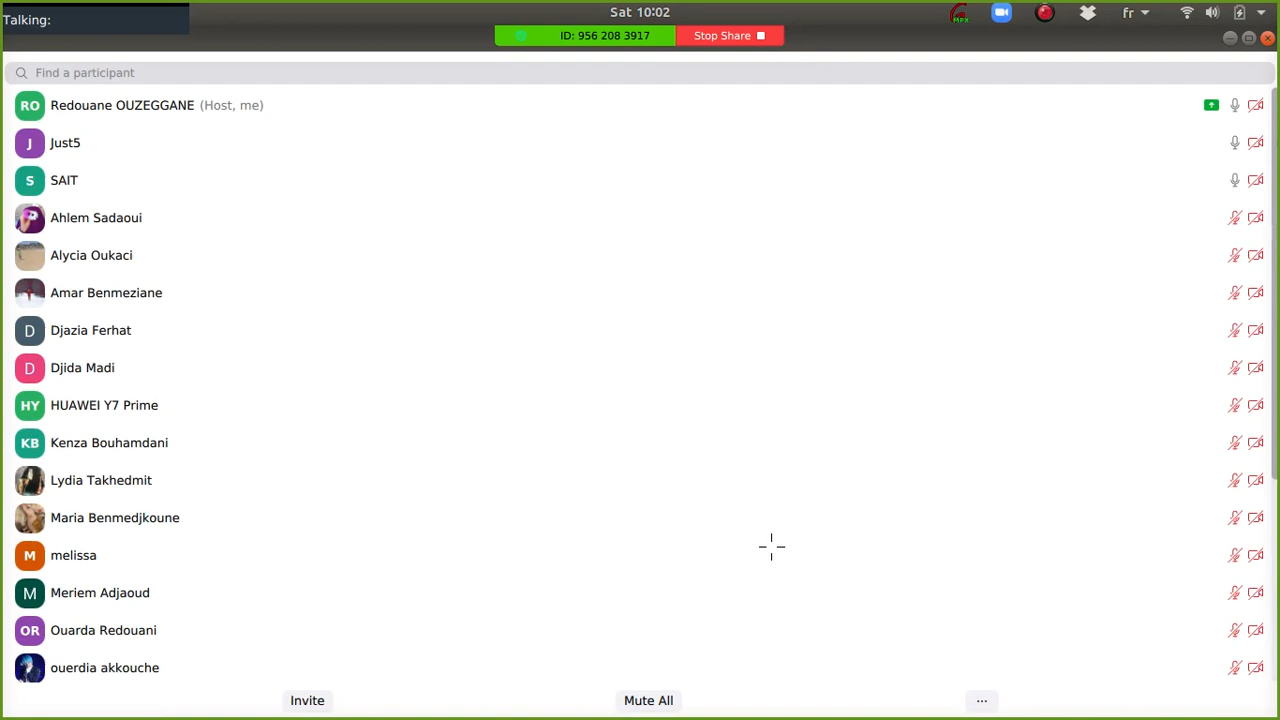 Talking:
Sat 10:02
MPX
fr
ID: 956 208 3917
Stop Share
Find a participant
RO Redouane OUZEGGANE (Host, me)
J Just5
S SAIT
Ahlem Sadaoui
Alycia Oukaci
Amar Benmeziane
D Djazia Ferhat
D Djida Madi
HY HUAWEI Y7 Prime
KB Kenza Bouhamdani
Lydia Takhedmit
Maria Benmedjkoune
M melissa
M Meriem Adjaoud
OR Ouarda Redouani
ouerdia akkouche
Invite
Mute All
...